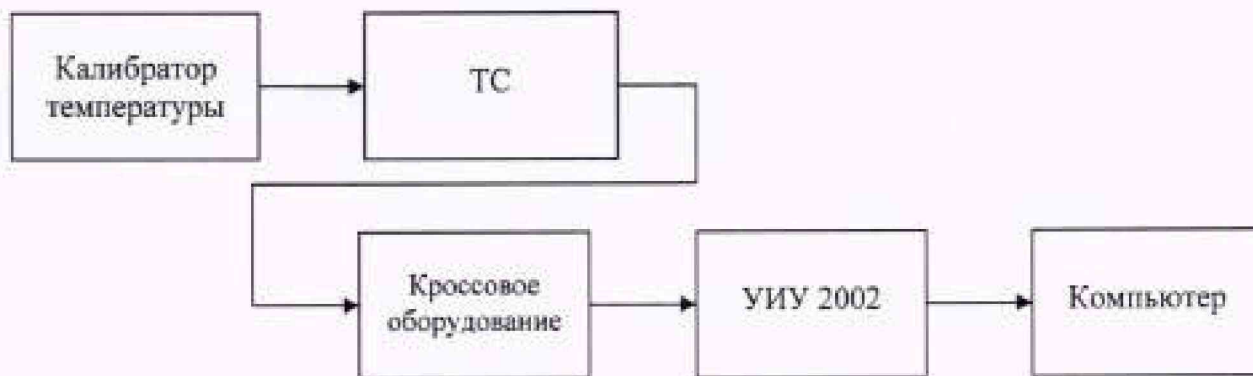 Калибратор
температуры
ТС
Кроссовое
оборудование
УИУ 2002
Компьютер